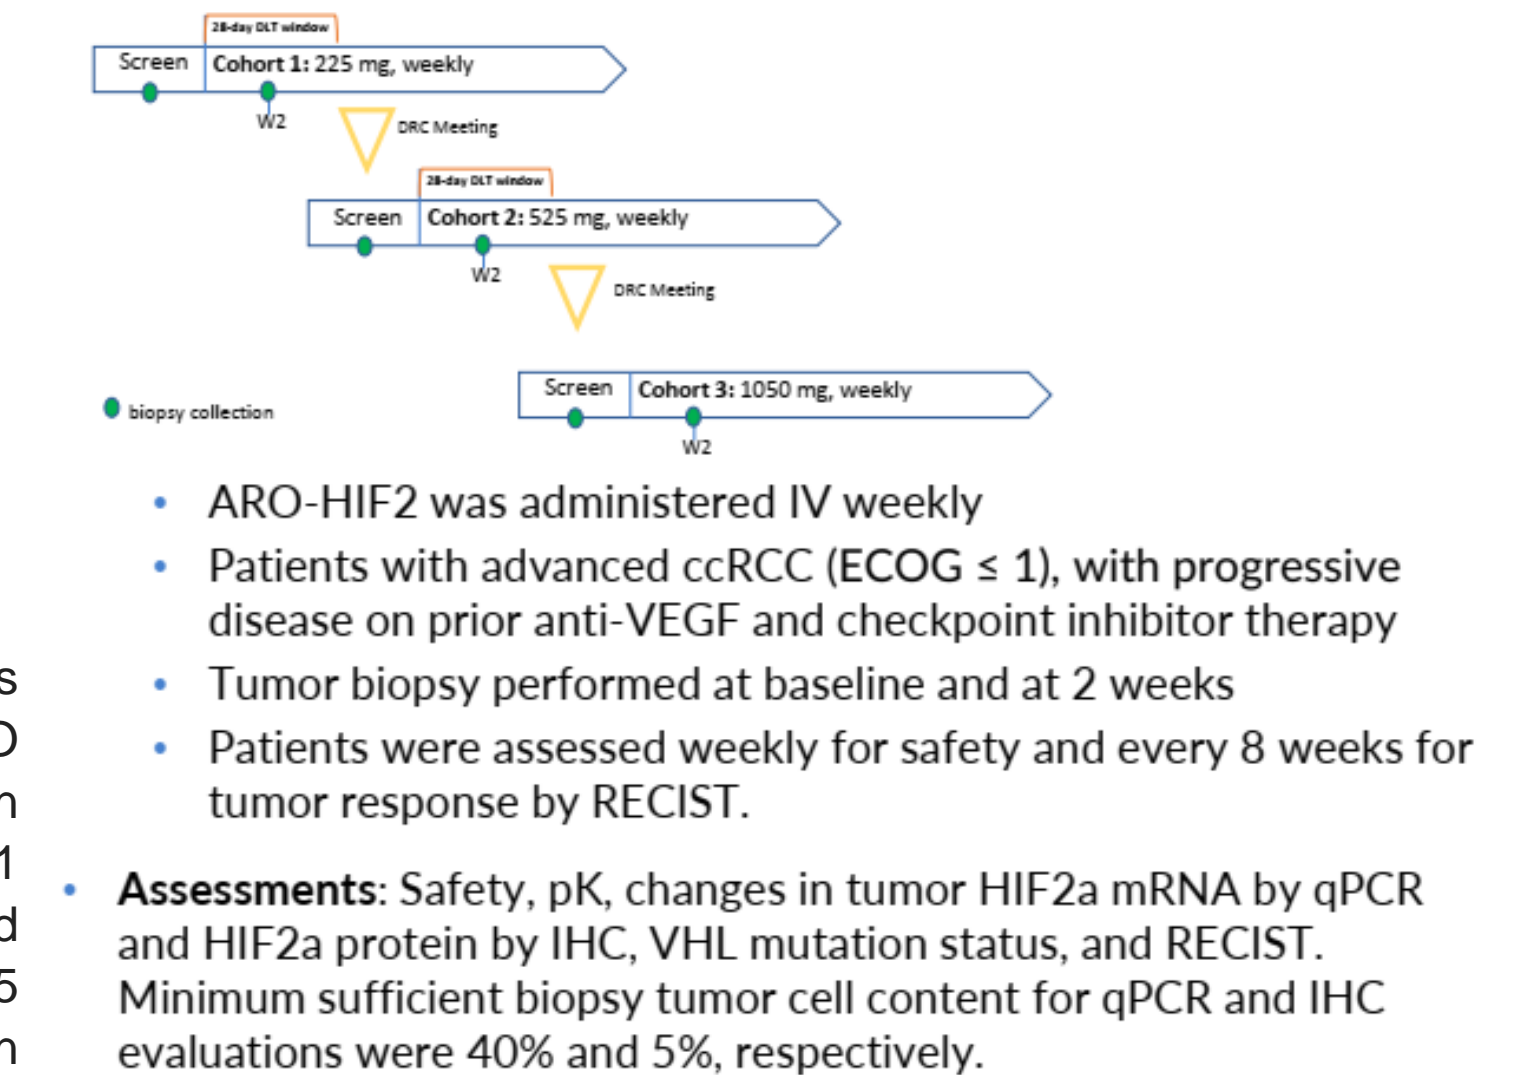 28-day DLT window
Screen
Cohort 1: 225 mg, weekly
W2
DRC Meeting
28-day DLT window
Screen
Cohort 2: 525 mg, weekly
W2
DRC Meeting
Screen
Cohort 3: 1050 mg, weekly
biopsy collection
W2
• ARO-HIF2 was administered IV weekly
• Patients with advanced ccRCC (ECOG ≤ 1), with progressive
disease on prior anti-VEGF and checkpoint inhibitor therapy
• Tumor biopsy performed at baseline and at 2 weeks
• Patients were assessed weekly for safety and every 8 weeks for
tumor response by RECIST.
• Assessments: Safety, pK, changes in tumor HIF2a mRNA by qPCR
and HIF2a protein by IHC, VHL mutation status, and RECIST.
Minimum sufficient biopsy tumor cell content for qPCR and IHC
evaluations were 40% and 5%, respectively.